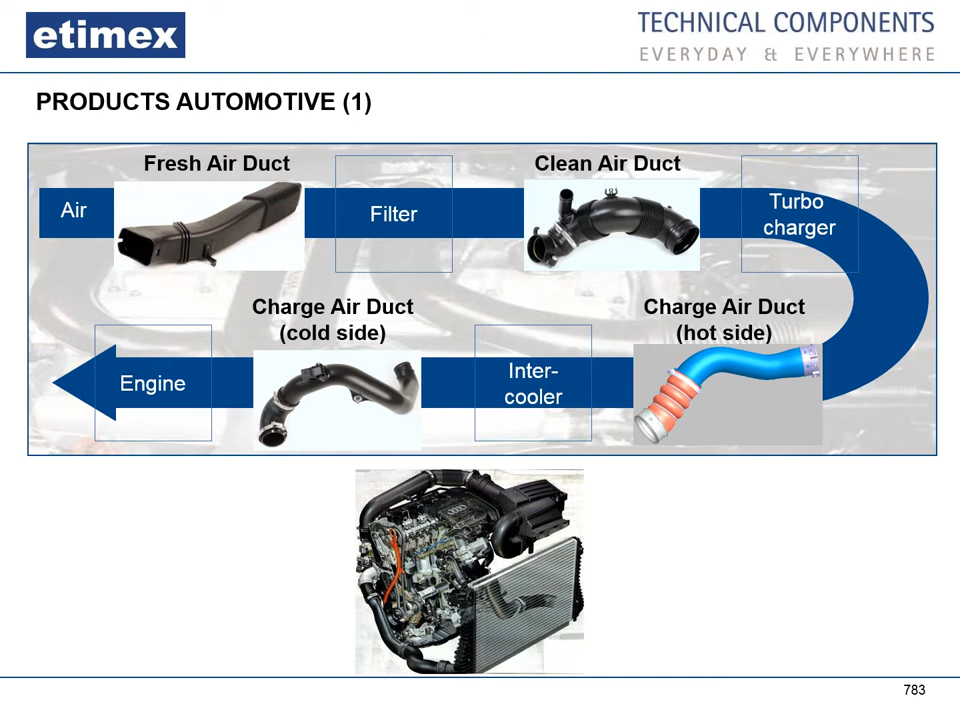 etimex
TECHNICAL COMPONENTS
EVERYDAY & EVERYWHERE
PRODUCTS AUTOMOTIVE (1)
Fresh Air Duct
Clean Air Duct
Air
Filter
Turbo
charger
Charge Air Duct
(cold side)
Charge Air Duct
(hot side)
Engine
Inter-
cooler
783